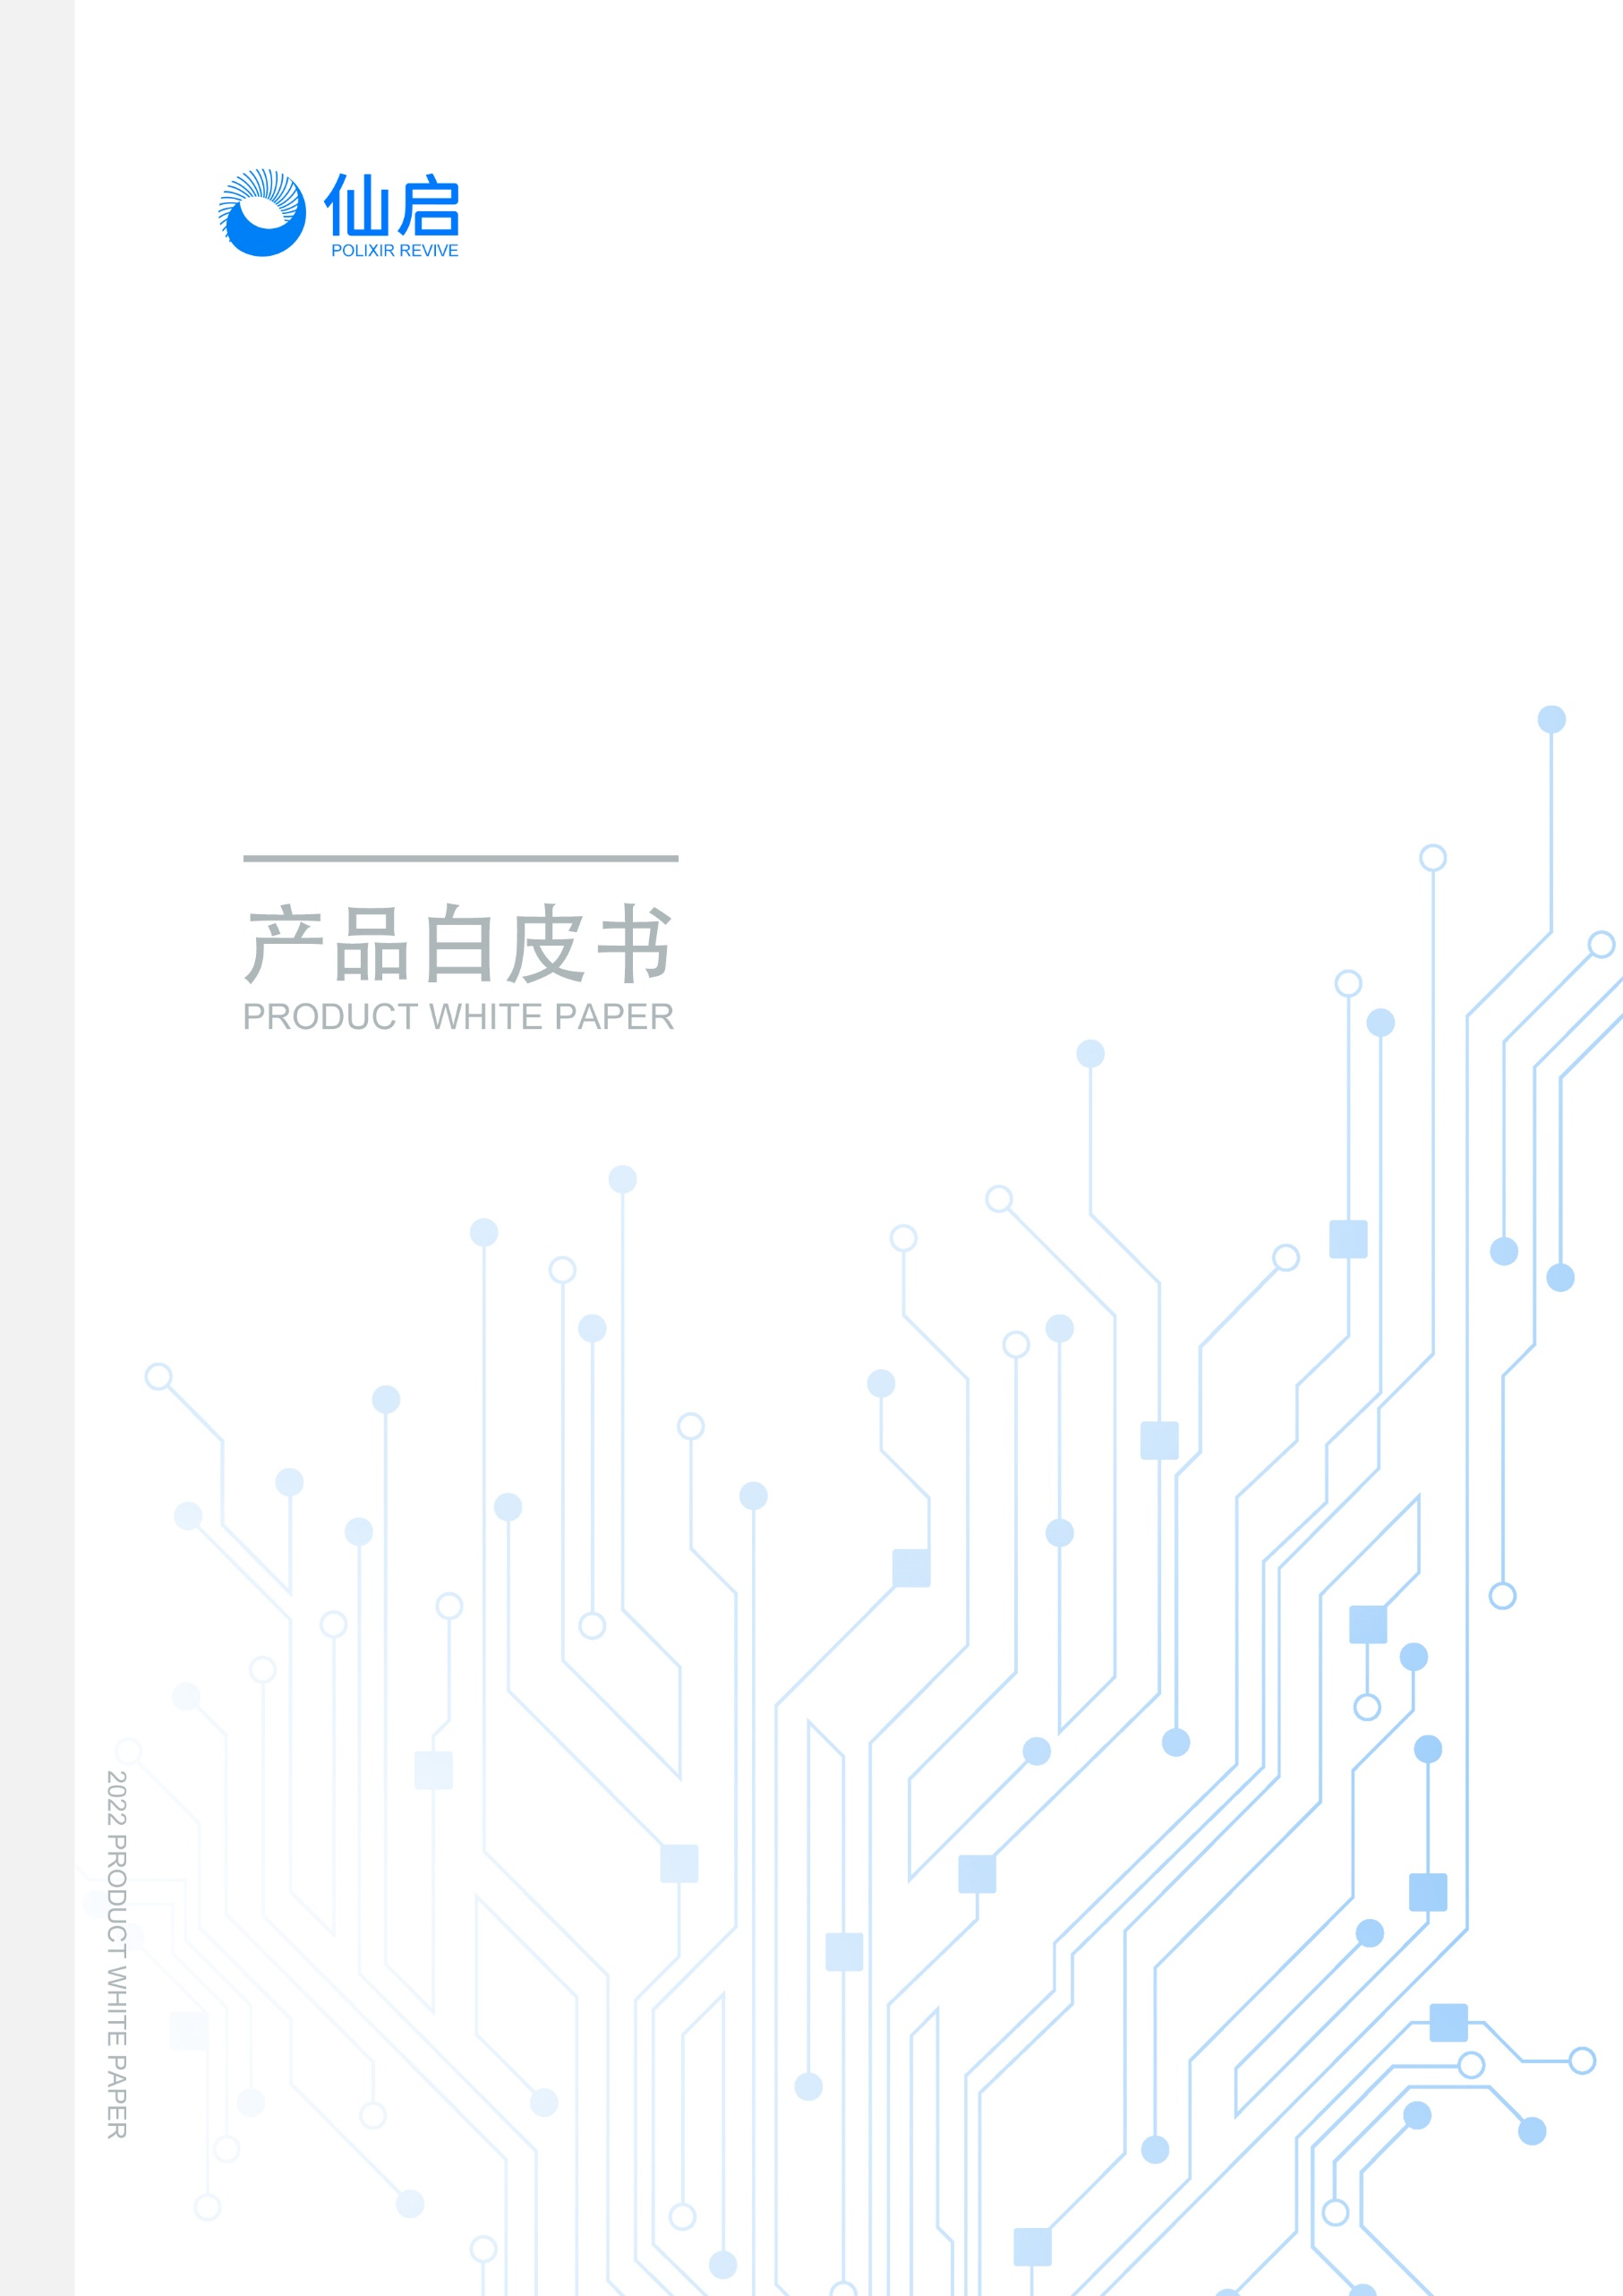 仙启
POLIXIR REVIVE
产品白皮书
PRODUCT WHITE PAPER
2022 PRODUCT WHITE PAPER